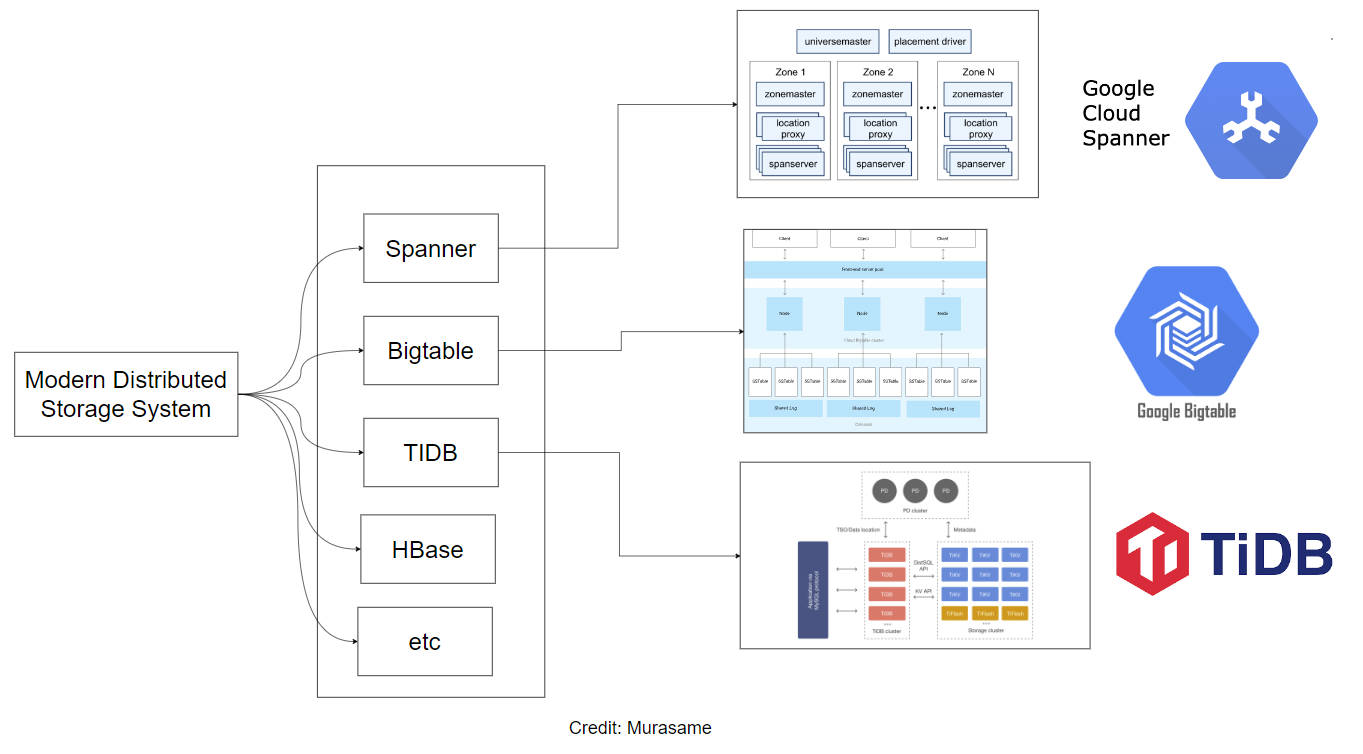 Modern Distributed
Storage System
Spanner
Bigtable
TIDB
HBase
etc
universemaster
placement driver
Zone 1
zonemaster
location
proxy
spanserver
Zone 2
zonemaster
location
proxy
spanserver
...
Zone N
zonemaster
location
proxy
spanserver
Google
Cloud
Spanner
Client
Client
Client
Front-end server pool
Node
Node
Node
Cloud Bigtable cluster
SSTable
SSTable
SSTable
SSTable
SSTable
SSTable
SSTable
SSTable
SSTable
Shared Log
Shared Log
Shared Log
Colossus
Google Bigtable
PD
PD
PD
PD cluster
TSO/Data location
Metadata
Application via
MySQL protocol
TiDB
TiDB
TiDB
TiDB
...
TiDB cluster
DistSQL
API
KV API
TiKV
TiKV
TiKV
TiKV
TiKV
TiKV
TiKV
TiKV
TiKV
TiFlash
TiFlash
TiFlash
...
Storage cluster
TiDB
Credit: Murasame